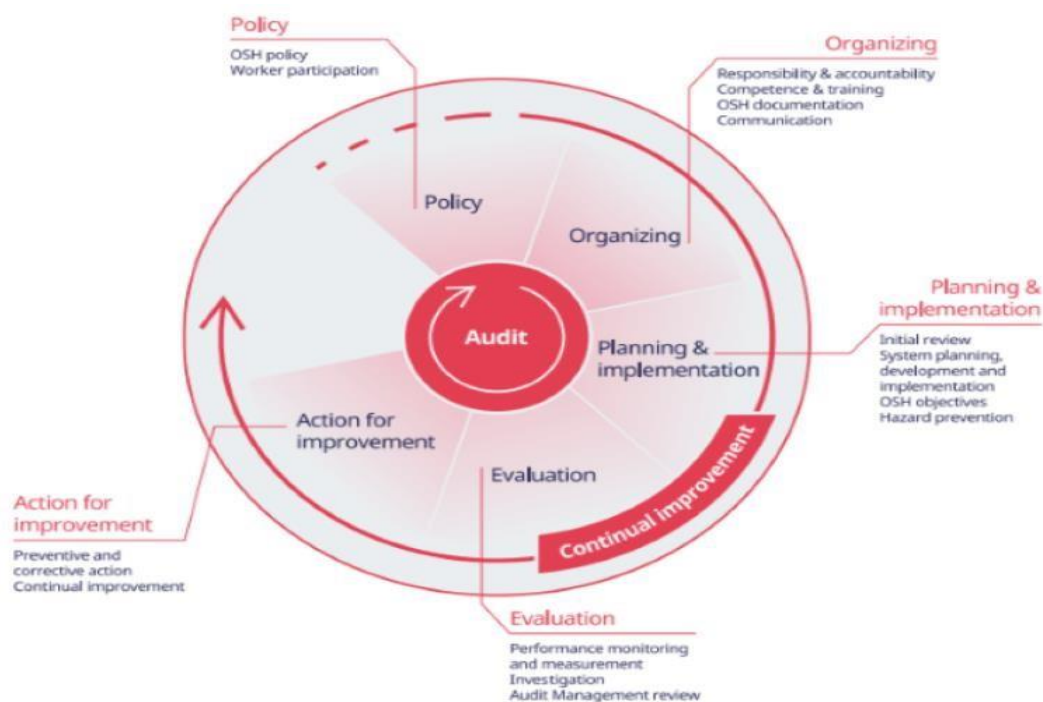 Policy
OSH policy
Worker participation
Organizing
Responsibility & accountability
Competence & training
OSH documentation
Communication
Policy
Organizing
Planning &
implementation
Initial review
System planning,
development and
implementation
OSH objectives
Hazard prevention
Audit
Planning &
implementation
Action for
improvement
Evaluation
Continual improvement
Action for
improvement
Preventive and
corrective action
Continual improvement
Evaluation
Performance monitoring
and measurement
Investigation
Audit Management review